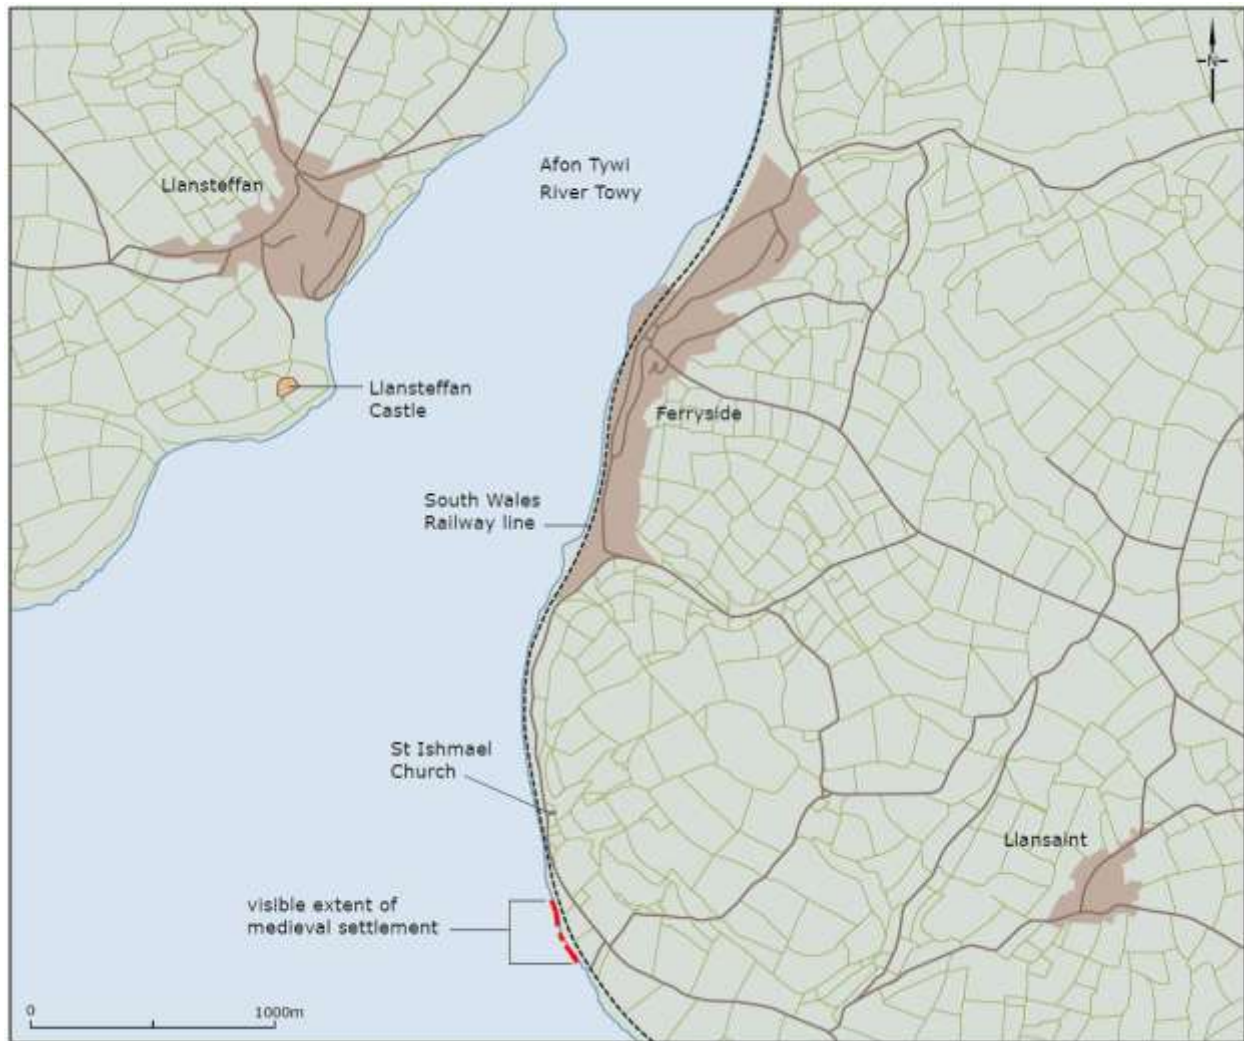 N
Afon Tywi
River Towy
Llansteffan
Llansteffan
Castle
Ferryside
South Wales
Railway line
St Ishmael
Church
Llansaint
visible extent of
medieval settlement
0
1000m